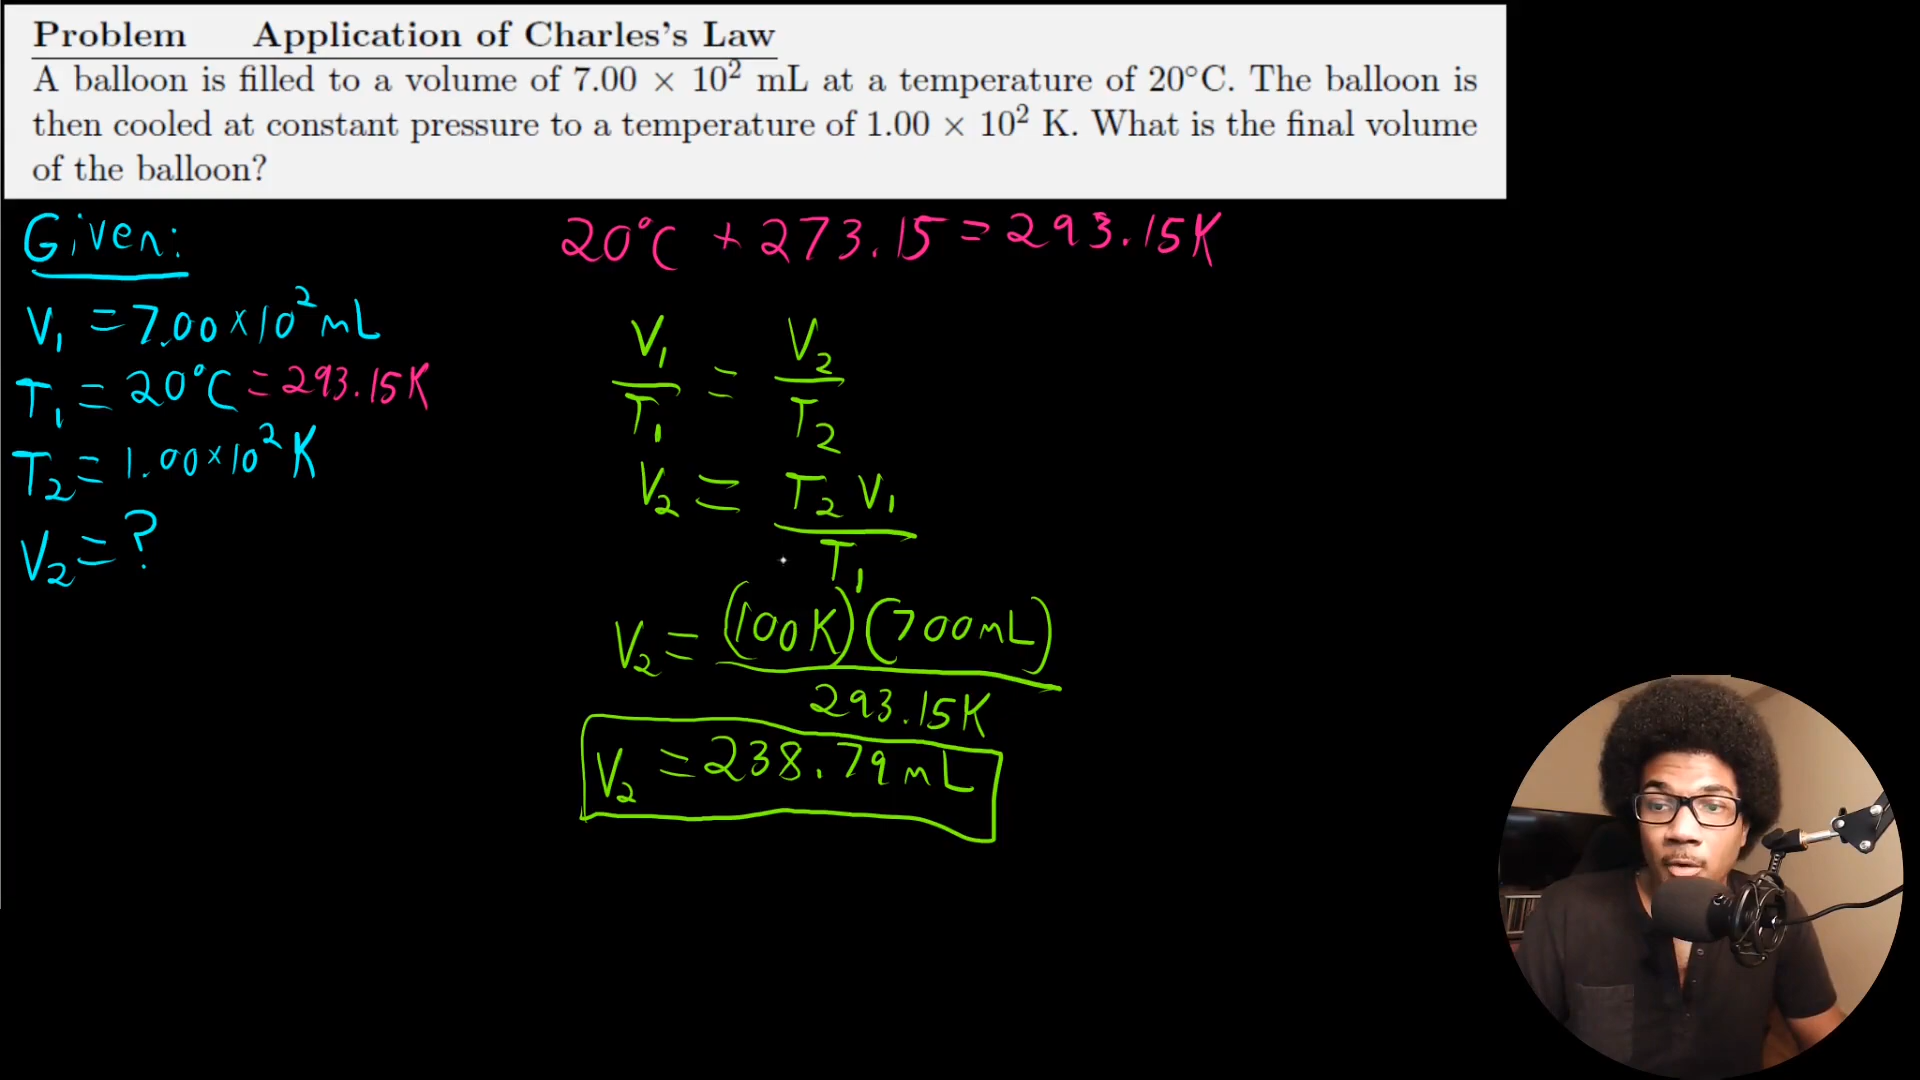 Problem Application of Charles's Law
A balloon is filled to a volume of 7.00 × 10² mL at a temperature of 20°C. The balloon is
then cooled at constant pressure to a temperature of 1.00 × 10² K. What is the final volume
of the balloon?
Given:
V₁ = 7.00 × 10² mL
T₁ = 20°C = 293.15K
T₂ = 1.00 × 10² K
V₂ = ?
20°C + 273.15 = 293.15K
V₁/T₁ = V₂/T₂
V₂ = T₂ V₁/T₁
V₂ = (100K)(700mL)/293.15K
V₂ = 238.79 mL